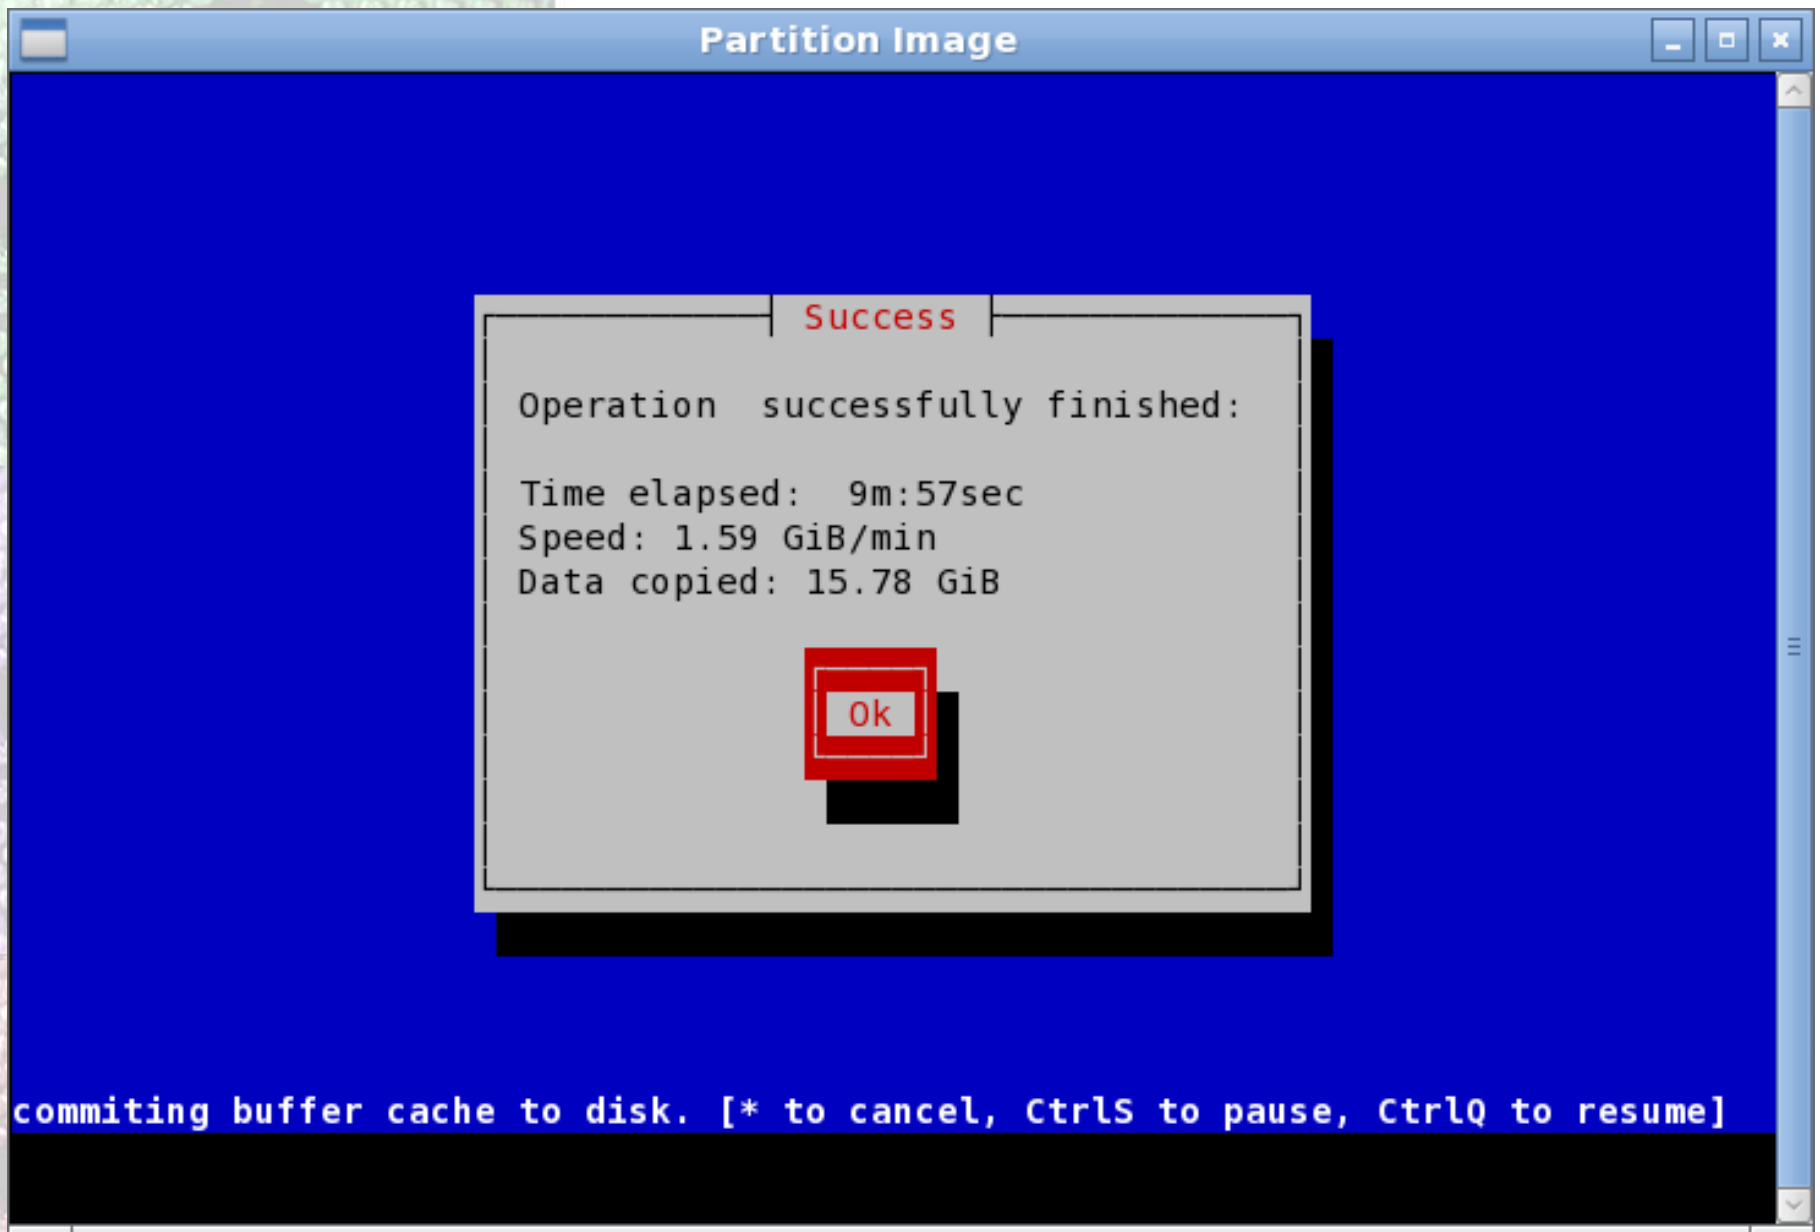 Partition Image
Success
Operation  successfully finished:
Time elapsed:  9m:57sec
Speed: 1.59 GiB/min
Data copied: 15.78 GiB
Ok
commiting buffer cache to disk. [* to cancel, CtrlS to pause, CtrlQ to resume]